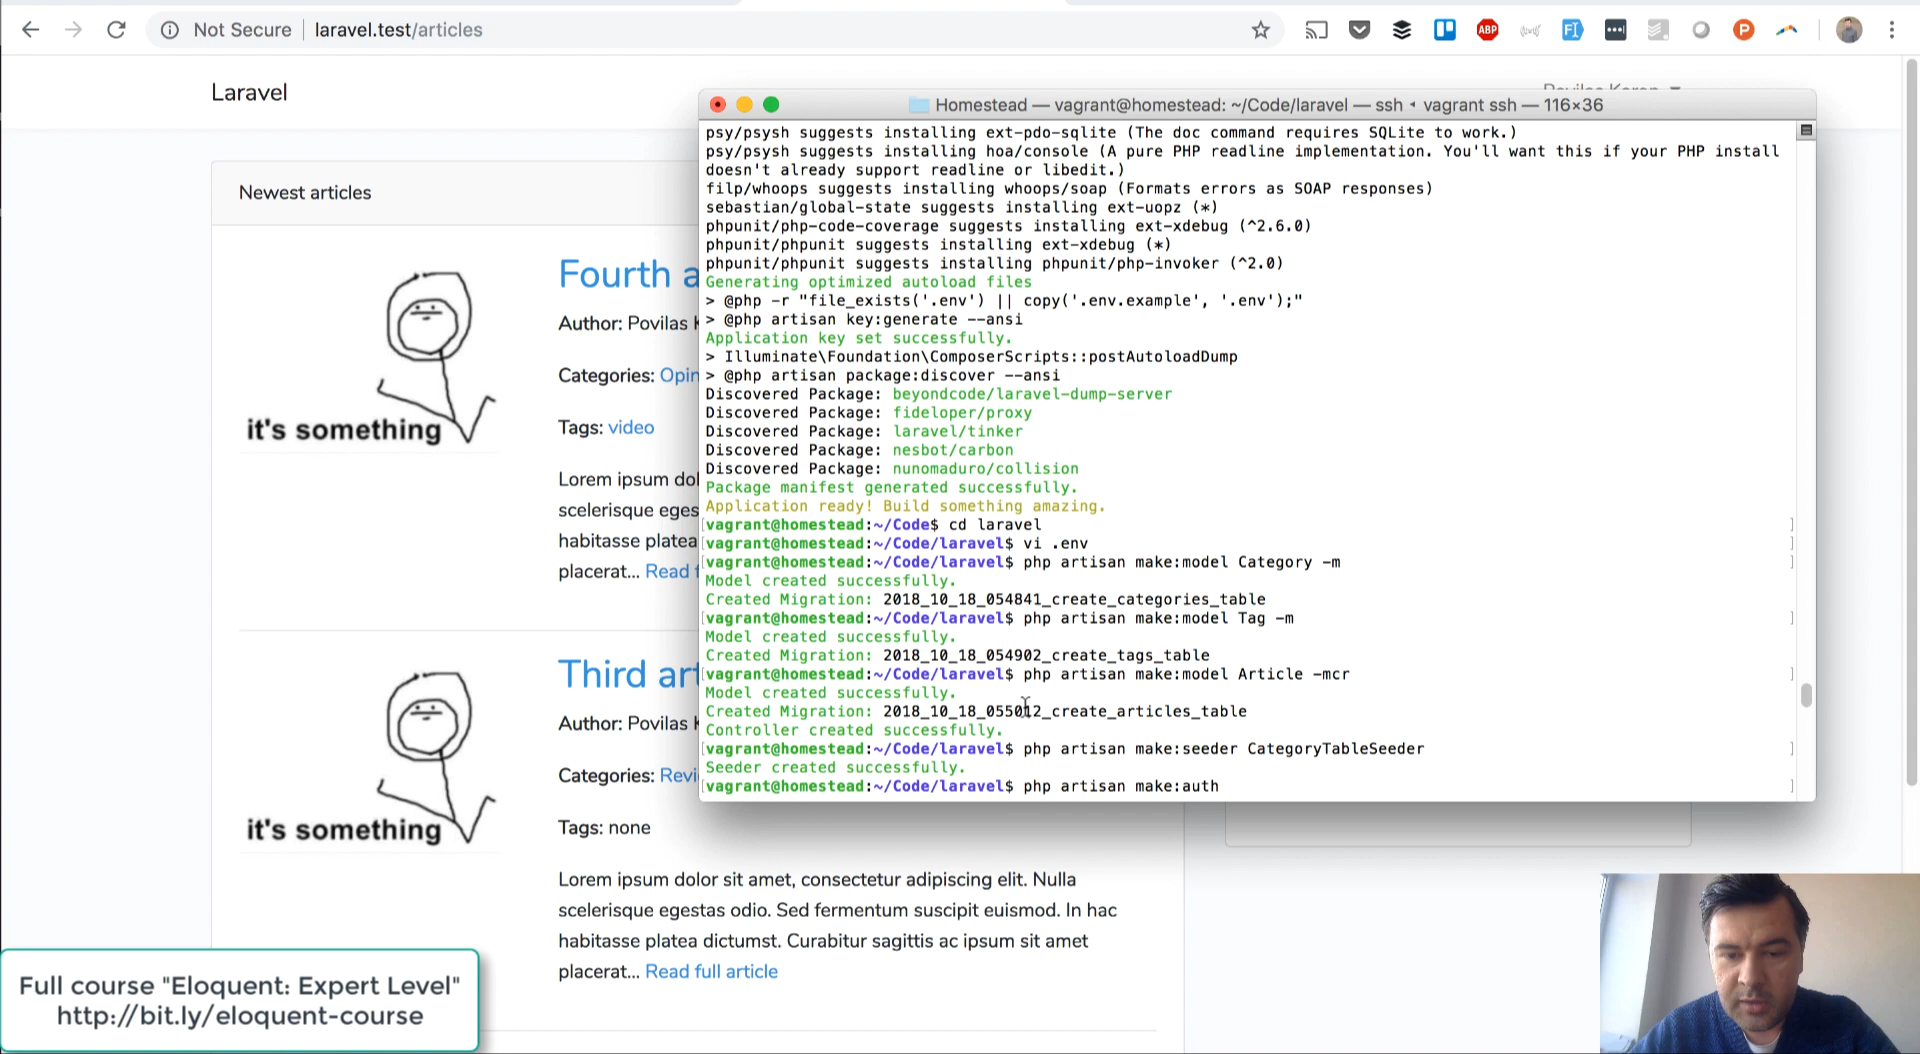 Not Secure
laravel.test/articles
ABP
P
Laravel
Homestead — vagrant@homestead: ~/Code/laravel — ssh ◂ vagrant ssh — 116×36
psy/psysh suggests installing ext-pdo-sqlite (The doc command requires SQLite to work.)
psy/psysh suggests installing hoa/console (A pure PHP readline implementation. You'll want this if your PHP install
doesn't already support readline or libedit.)
filp/whoops suggests installing whoops/soap (Formats errors as SOAP responses)
sebastian/global-state suggests installing ext-uopz (*)
phpunit/php-code-coverage suggests installing ext-xdebug (^2.6.0)
phpunit/phpunit suggests installing ext-xdebug (*)
phpunit/phpunit suggests installing phpunit/php-invoker (^2.0)
Generating optimized autoload files
> @php -r "file_exists('.env') || copy('.env.example', '.env');"
> @php artisan key:generate --ansi
Application key set successfully.
> Illuminate\Foundation\ComposerScripts::postAutoloadDump
> @php artisan package:discover --ansi
Discovered Package: beyondcode/laravel-dump-server
Discovered Package: fideloper/proxy
Discovered Package: laravel/tinker
Discovered Package: nesbot/carbon
Discovered Package: nunomaduro/collision
Package manifest generated successfully.
Application ready! Build something amazing.
[vagrant@homestead:~/Code$ cd laravel ]
[vagrant@homestead:~/Code/laravel$ vi .env ]
[vagrant@homestead:~/Code/laravel$ php artisan make:model Category -m ]
Model created successfully.
Created Migration: 2018_10_18_054841_create_categories_table
[vagrant@homestead:~/Code/laravel$ php artisan make:model Tag -m ]
Model created successfully.
Created Migration: 2018_10_18_054902_create_tags_table
[vagrant@homestead:~/Code/laravel$ php artisan make:model Article -mcr ]
Model created successfully.
Created Migration: 2018_10_18_055012_create_articles_table
Controller created successfully.
[vagrant@homestead:~/Code/laravel$ php artisan make:seeder CategoryTableSeeder ]
Seeder created successfully.
[vagrant@homestead:~/Code/laravel$ php artisan make:auth ]
Newest articles
it's something
Fourth a
Author: Povilas
Categories: Opin
Tags: video
Lorem ipsum dol
scelerisque eges
habitasse platea
placerat... Read
it's something
Third art
Author: Povilas
Categories: Revi
Tags: none
Lorem ipsum dolor sit amet, consectetur adipiscing elit. Nulla
scelerisque egestas odio. Sed fermentum suscipit euismod. In hac
habitasse platea dictumst. Curabitur sagittis ac ipsum sit amet
placerat... Read full article
Full course "Eloquent: Expert Level"
http://bit.ly/eloquent-course